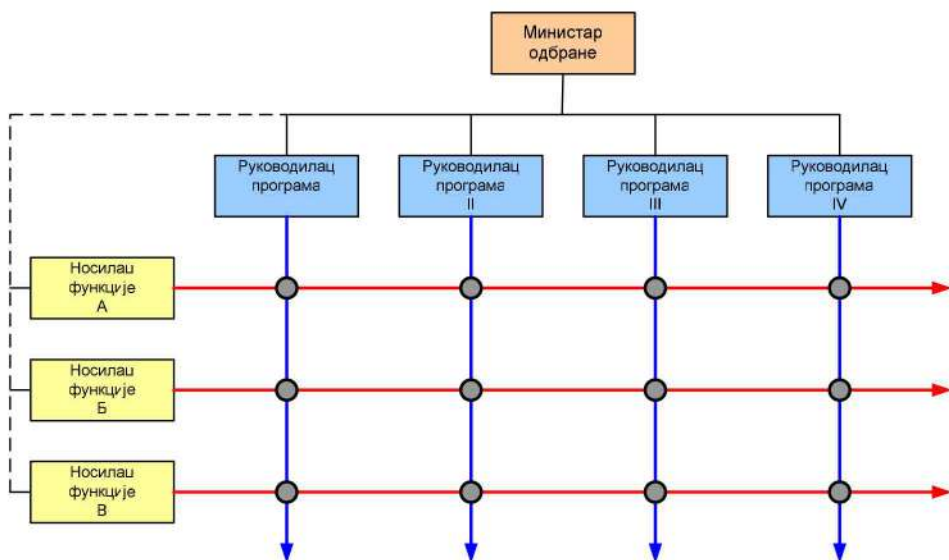 Министар
одбране
Руководилац
програма
Руководилац
програма
II
Руководилац
програма
III
Руководилац
програма
IV
Носилац
функције
А
Носилац
функције
Б
Носилац
функције
В